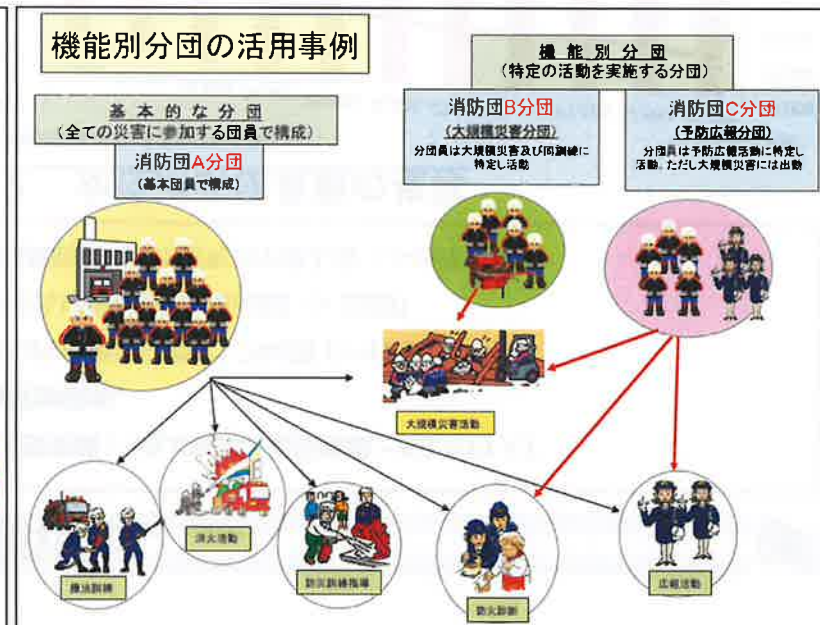 機能別分団の活用事例
機能別分団
(特定の活動を実施する分団)
基本的な分団
(全ての災害に参加する団員で構成)
消防団A分団
(基本団員で構成)
消防団B分団
(大規模災害分団)
分団員は大規模災害及び同訓練に
特定し活動
消防団C分団
(予防広報分団)
分団員は予防広報活動に特定し
活動、ただし大規模災害には出動
大規模災害活動
操法訓練
消火活動
防災訓練指導
防火診断
広報活動